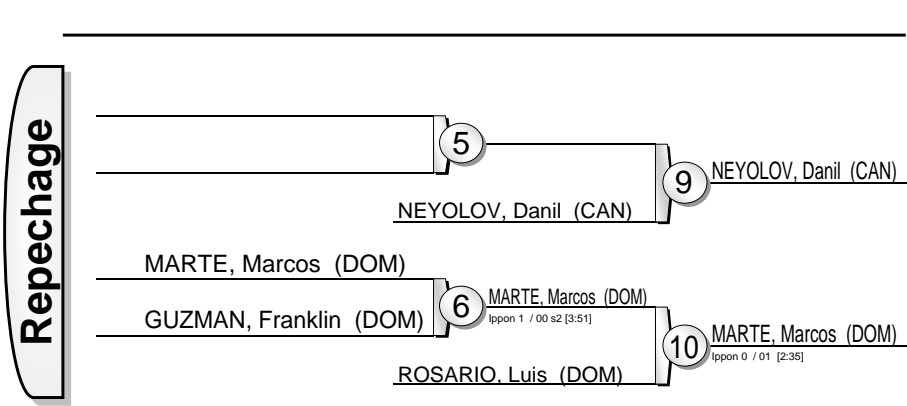 Repechage
5
9
NEYOLOV, Danil (CAN)
NEYOLOV, Danil (CAN)
MARTE, Marcos (DOM)
GUZMAN, Franklin (DOM)
6
MARTE, Marcos (DOM)
Ippon 1 / 00 s2 [3:51]
10
MARTE, Marcos (DOM)
Ippon 0 / 01 [2:35]
ROSARIO, Luis (DOM)